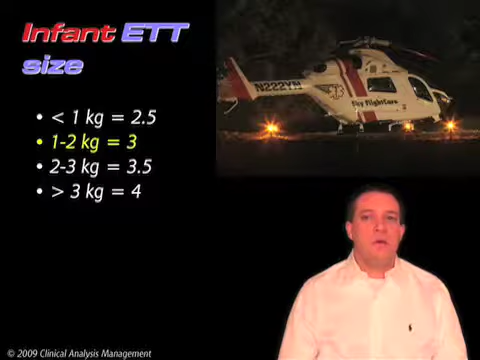 Infant ETT
size
• < 1 kg = 2.5
• 1-2 kg = 3
• 2-3 kg = 3.5
• > 3 kg = 4
N222YN
Sky FlightCare
© 2009 Clinical Analysis Management